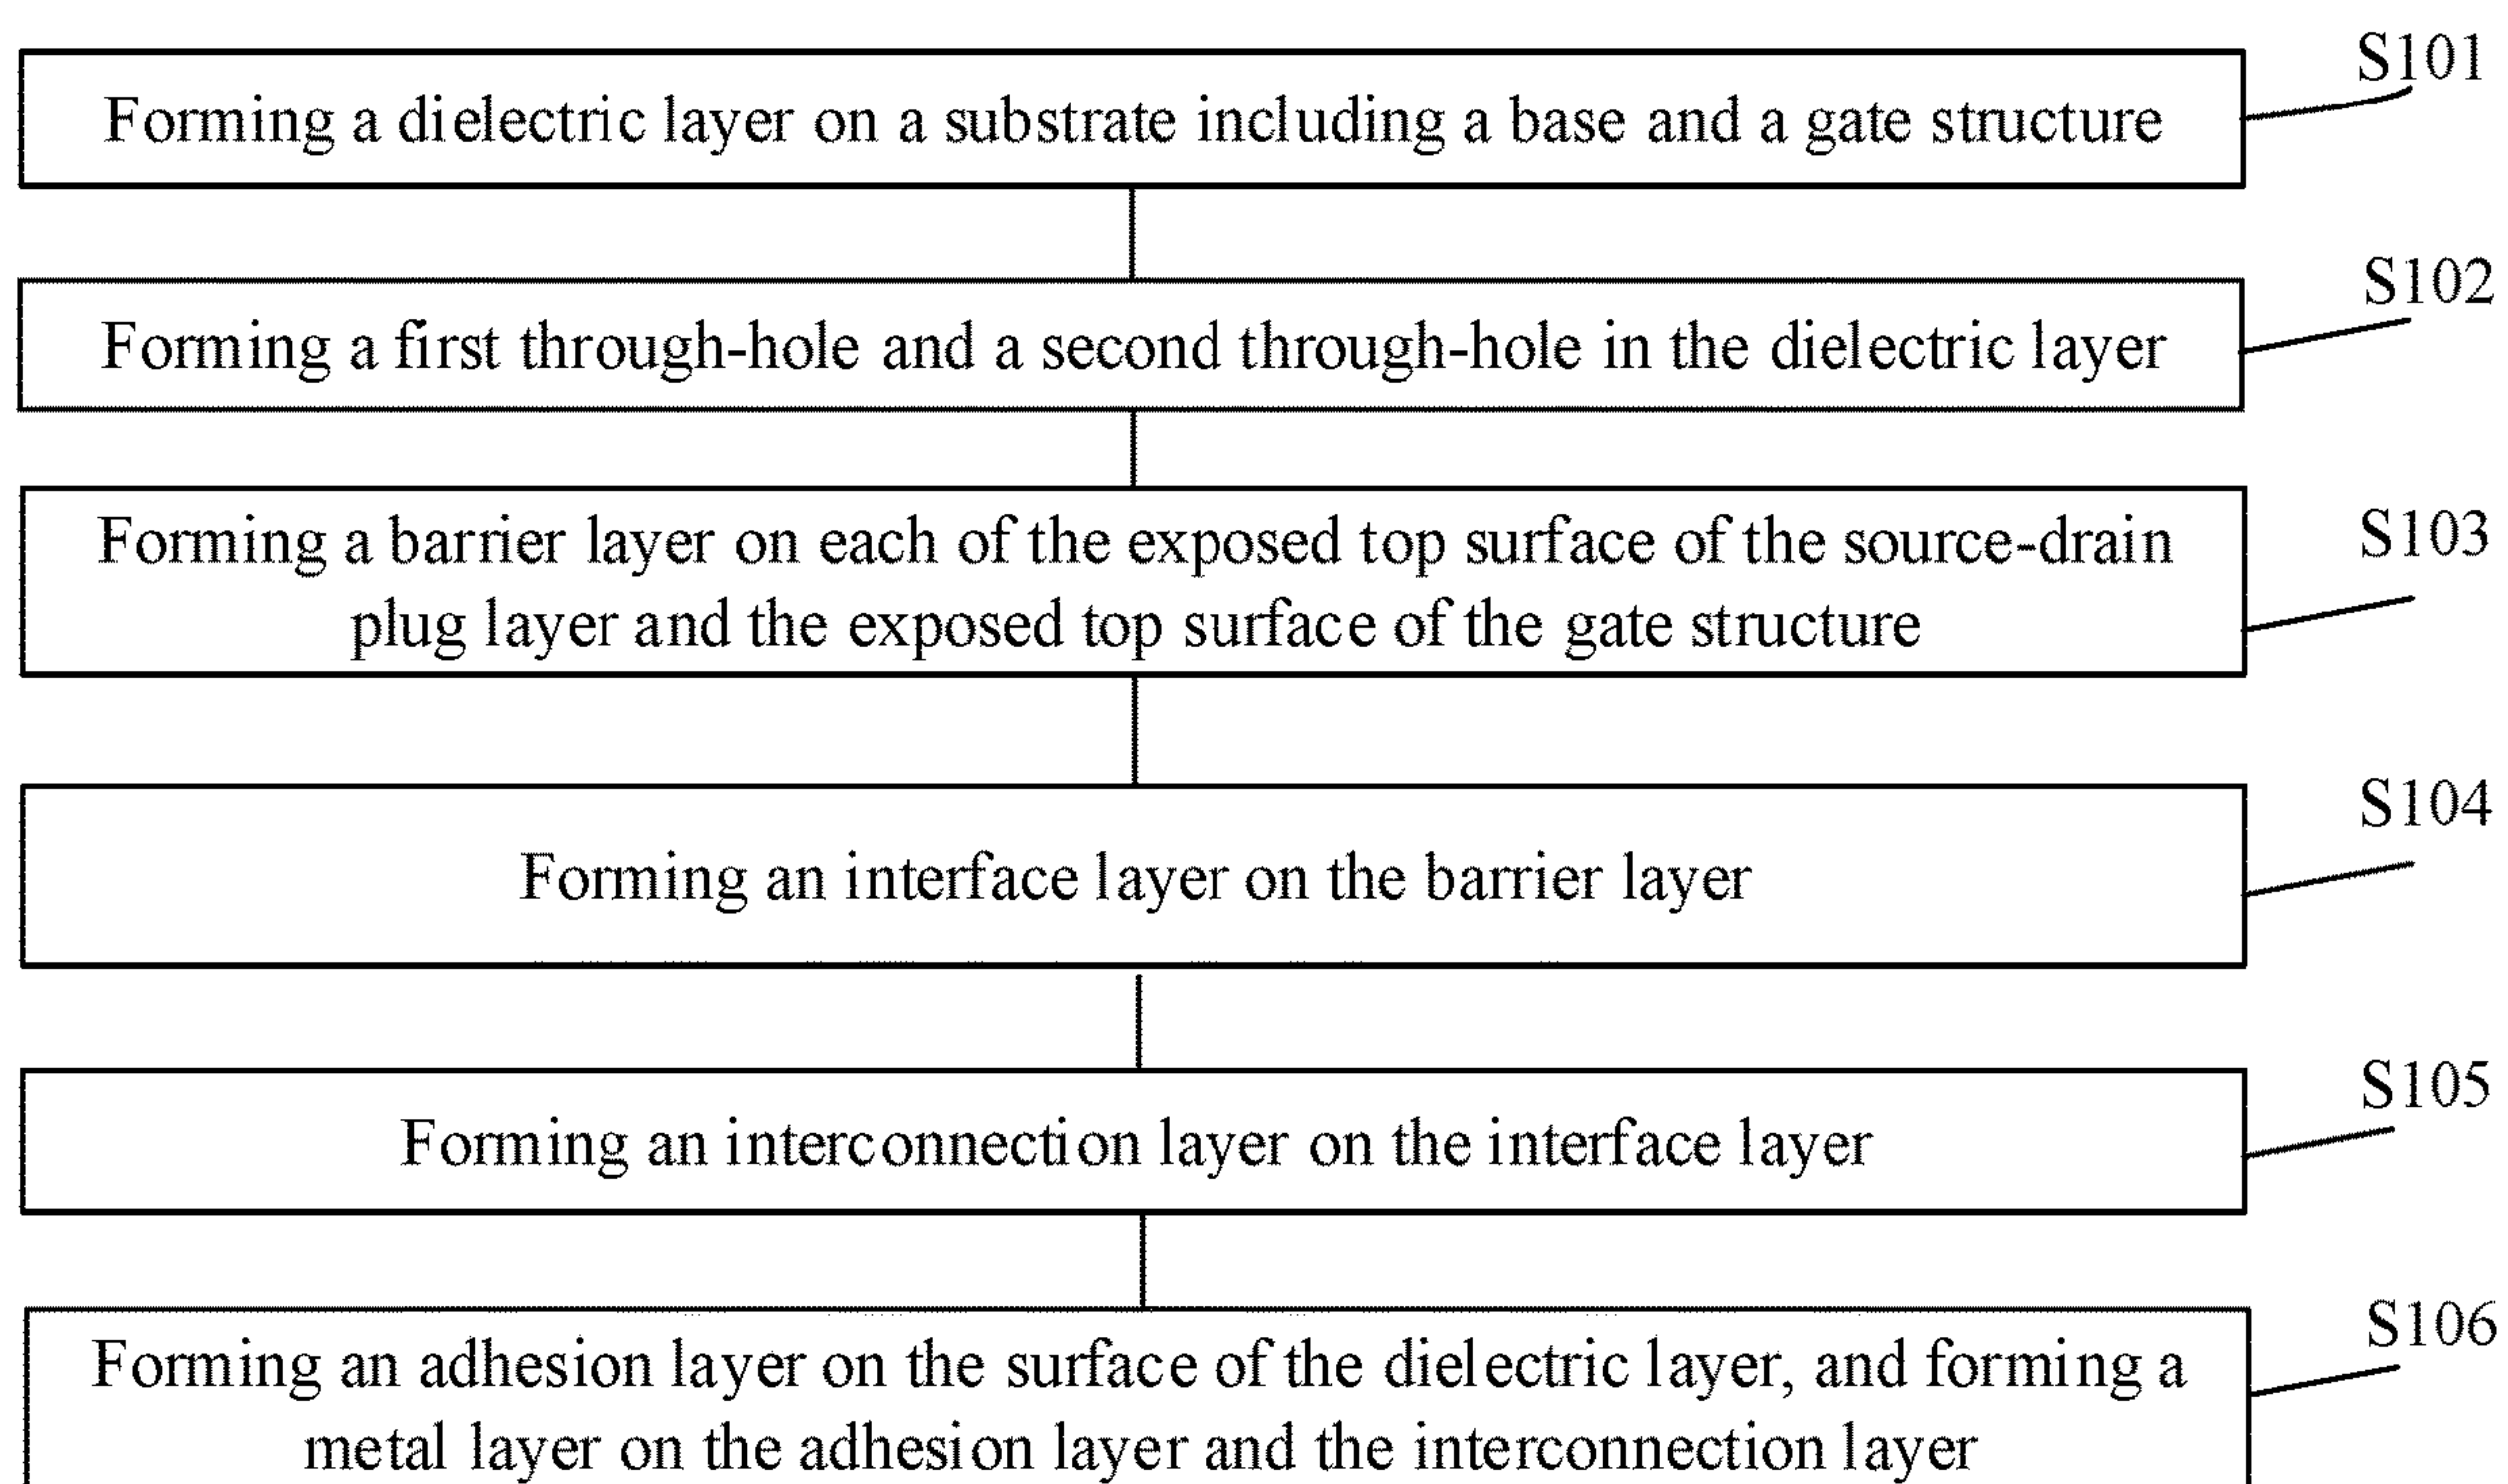 S101
Forming a dielectric layer on a substrate including a base and a gate structure
S102
Forming a first through-hole and a second through-hole in the dielectric layer
S103
Forming a barrier layer on each of the exposed top surface of the source-drain
plug layer and the exposed top surface of the gate structure
S104
Forming an interface layer on the barrier layer
S105
Forming an interconnection layer on the interface layer
S106
Forming an adhesion layer on the surface of the dielectric layer, and forming a
metal layer on the adhesion layer and the interconnection layer